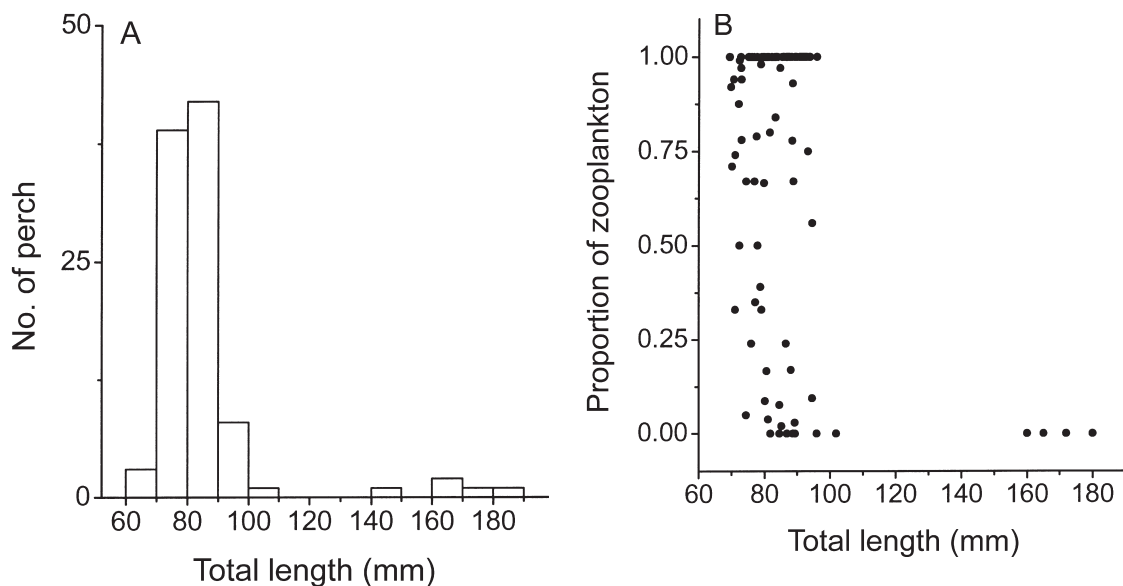 A
No. of perch
50
25
0
60 80 100 120 140 160 180
Total length (mm)
B
Proportion of zooplankton
1.00
0.75
0.50
0.25
0.00
60 80 100 120 140 160 180
Total length (mm)